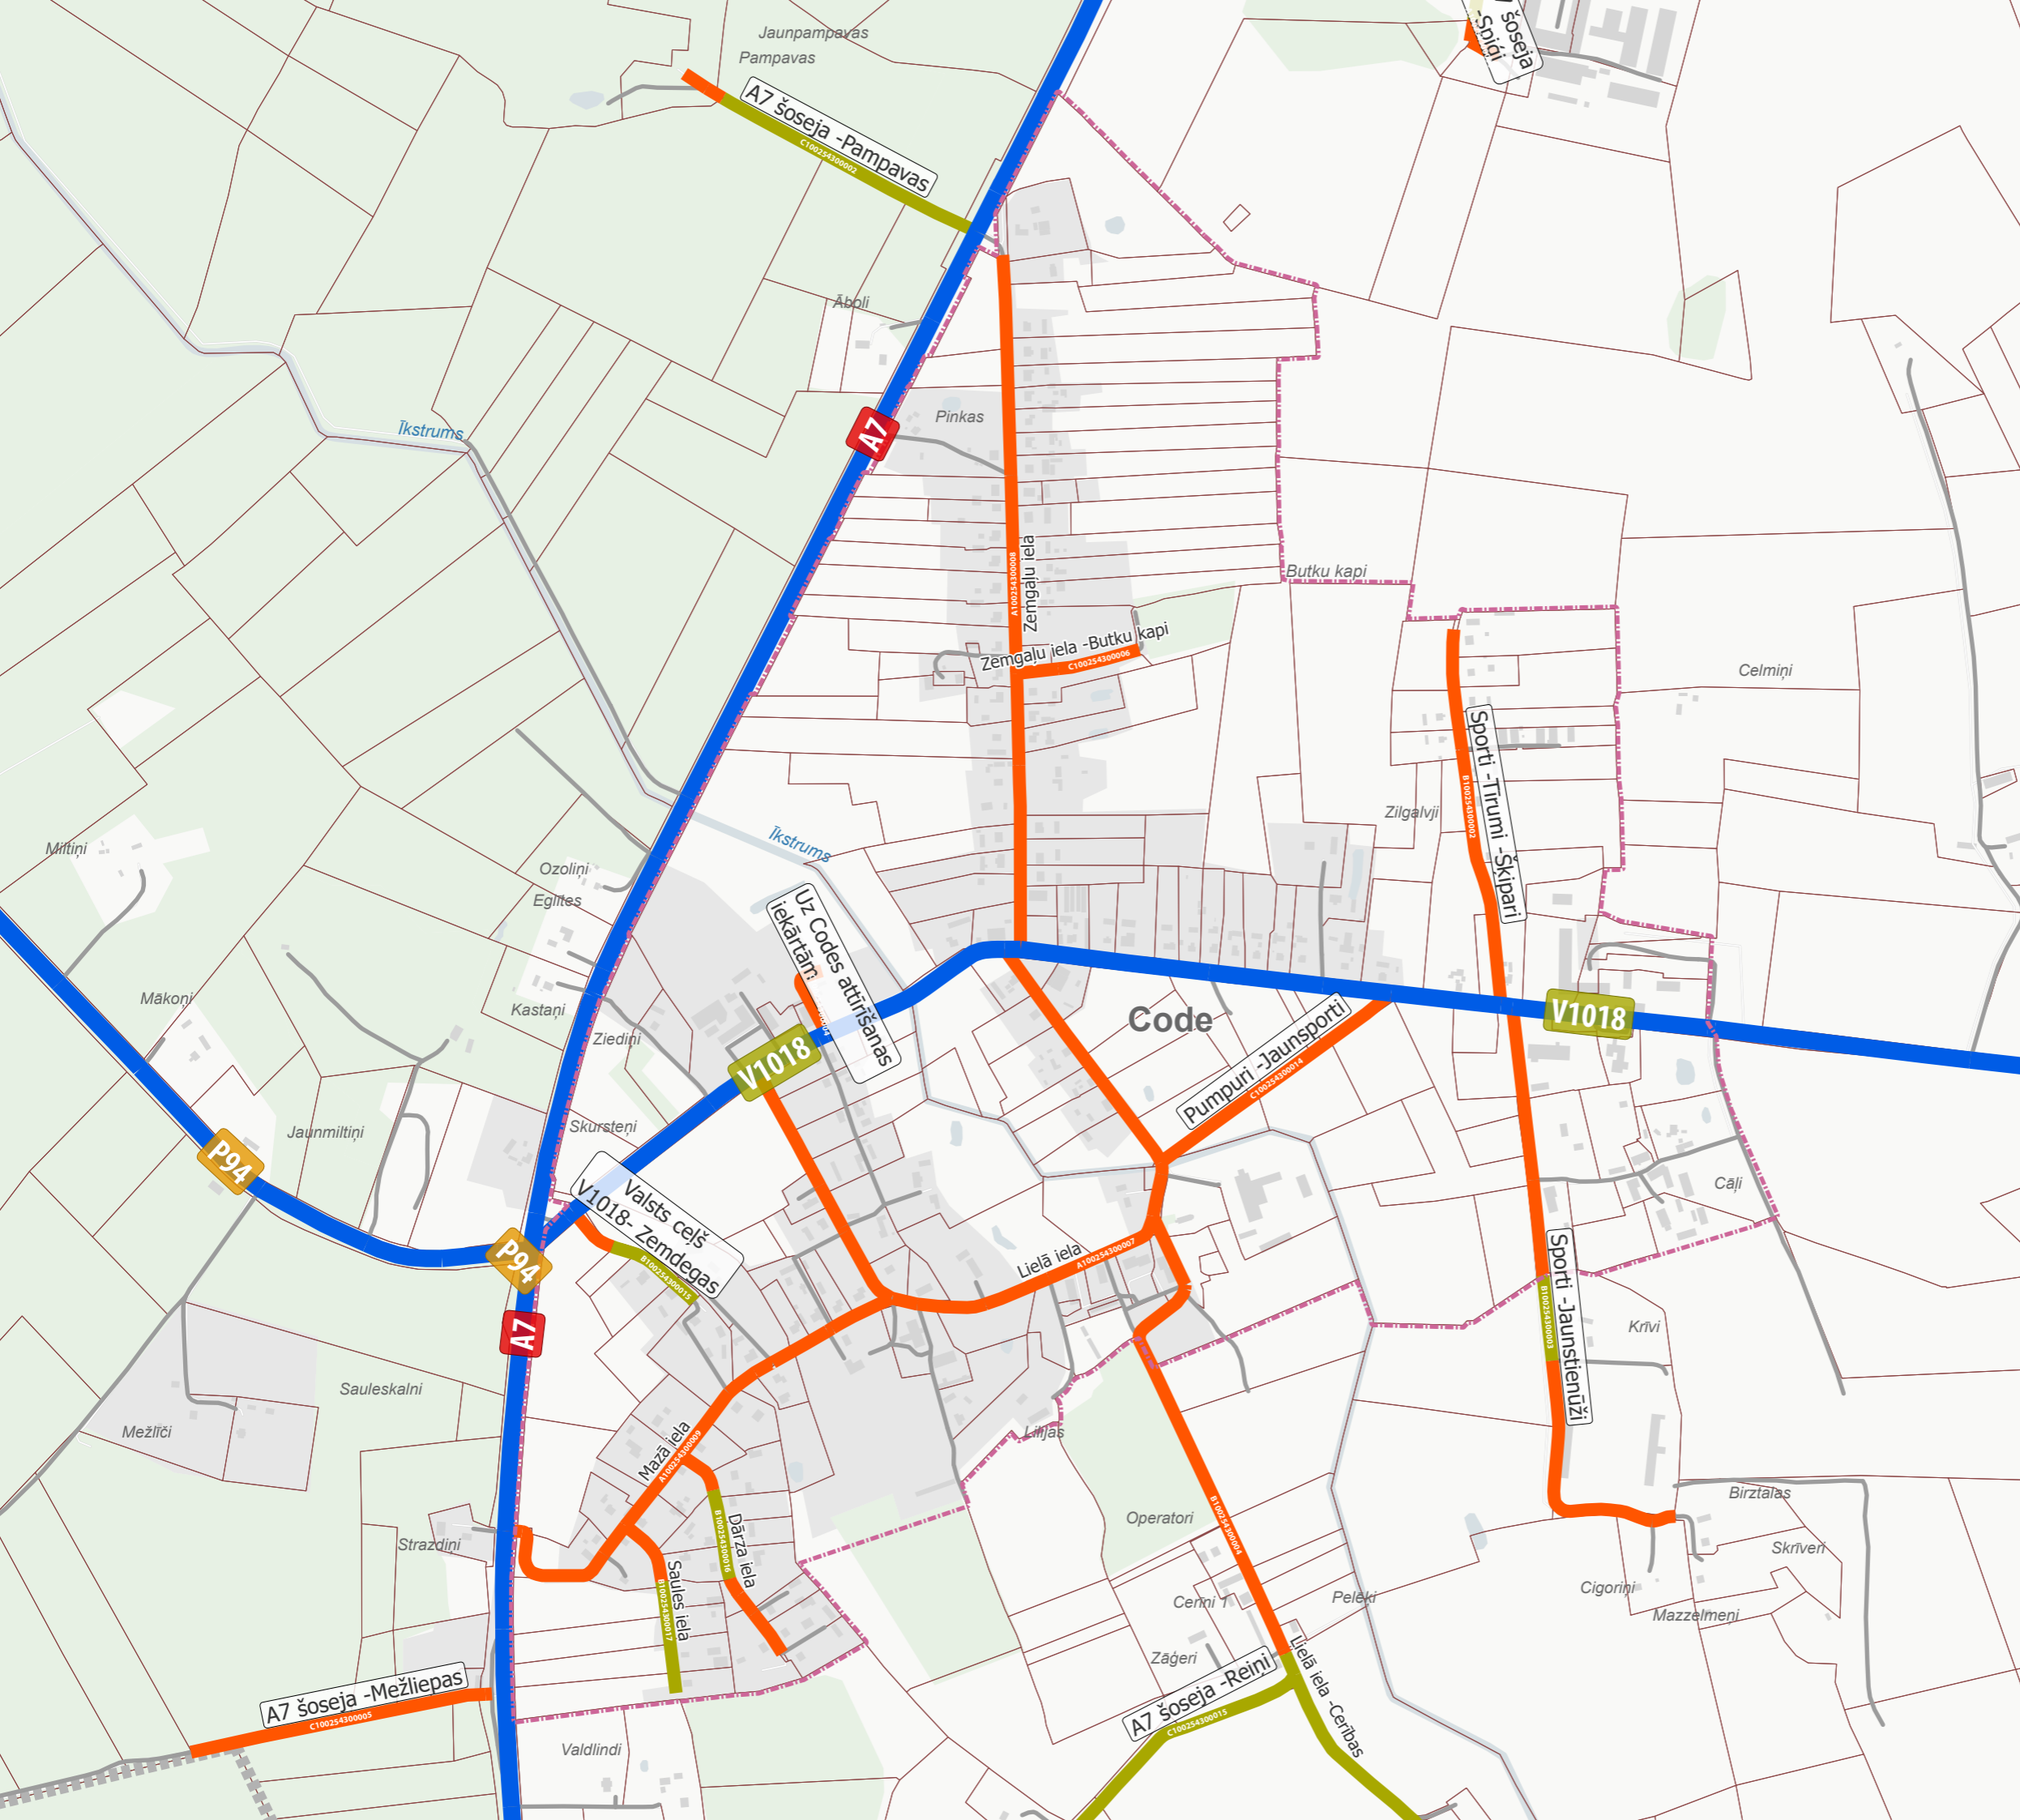 Jaunpampavas
Pampavas
šoseja
-Spiģi
A7 šoseja -Pampavas
C100254300002
Āboli
A7
Pinkas
Īkstrums
A100254300008
Zemgaļu iela
Butku kapi
Zemgaļu iela -Butku kapi
C100254300006
Celmiņi
Sporti -Tīrumi -Šķipari
B100254300002
Zilgalvji
Miltiņi
Īkstrums
Ozoliņi
Eglītes
Uz Codes attīrīšanas
iekārtām
Mākoņi
Kastaņi
Ziediņi
Code
V1018
V1018
Pumpuri -Jaunsporti
C100254300014
Jaunmiltiņi
Skursteņi
P94
Valsts ceļš
V1018- Zemdegas
B100254300015
Cāļi
P94
Lielā iela
A100254300007
A7
Sporti -Jaunstienūži
B100254300003
Krīvi
Sauleskalni
Mežlīči
Mazā iela
A100254300009
Lilijas
Operatori
B100254300004
Birztalas
Skrīveri
Strazdiņi
Dārza iela
B100254300016
Saules iela
B100254300017
Ceriņi 1
Pelēķi
Cigoriņi
Mazzelmeņi
Zāģeri
A7 šoseja -Mežliepas
C100254300005
A7 šoseja -Reiņi
C100254300015
Lielā iela -Cerības
Valdlindi